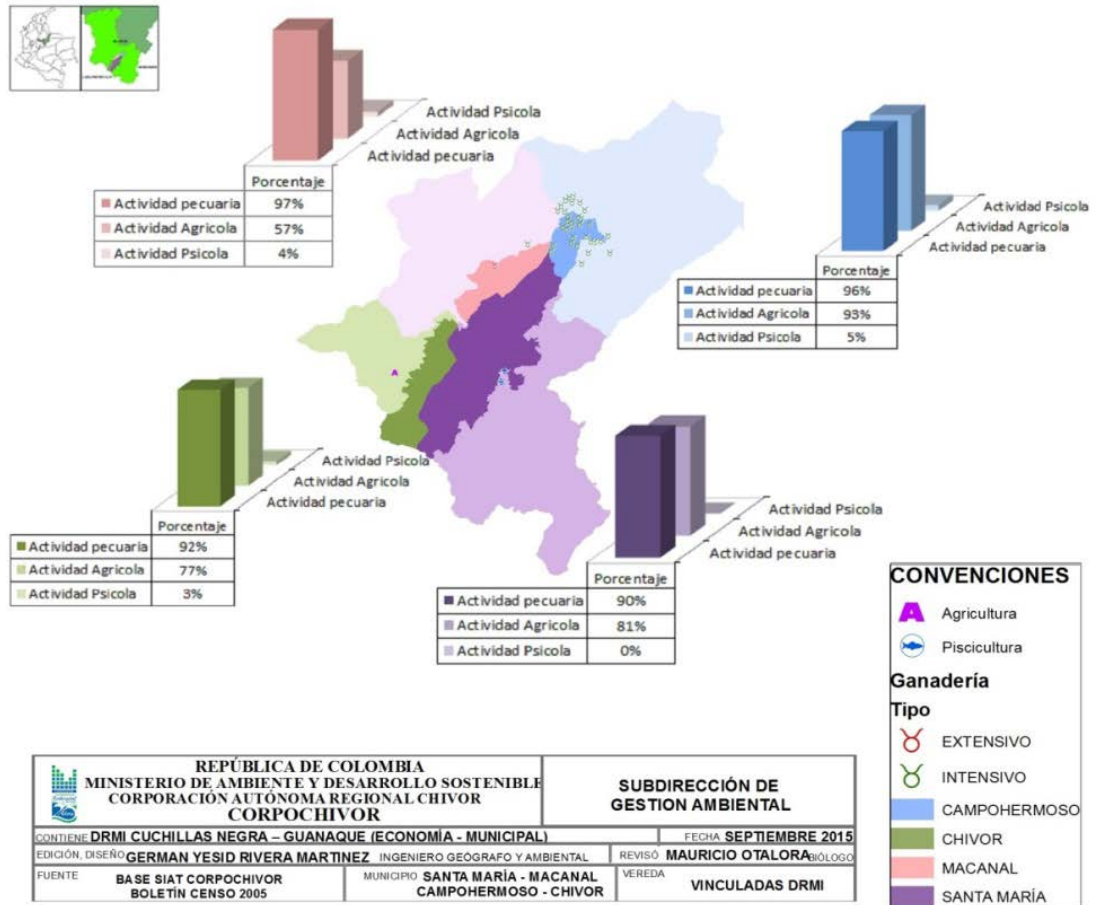 Actividad Psicola
Actividad Agricola
Actividad pecuaria
Porcentaje
Actividad pecuaria 97%
Actividad Agricola 57%
Actividad Psicola 4%
Actividad Psicola
Actividad Agricola
Actividad pecuaria
Porcentaje
Actividad pecuaria 96%
Actividad Agricola 93%
Actividad Psicola 5%
A
Actividad Psicola
Actividad Agricola
Actividad pecuaria
Porcentaje
Actividad pecuaria 92%
Actividad Agricola 77%
Actividad Psicola 3%
Actividad Psicola
Actividad Agricola
Actividad pecuaria
Porcentaje
Actividad pecuaria 90%
Actividad Agricola 81%
Actividad Psicola 0%
CONVENCIONES
A Agricultura
Piscicultura
Ganadería
Tipo
EXTENSIVO
INTENSIVO
CAMPOHERMOSO
CHIVOR
MACANAL
SANTA MARÍA
REPÚBLICA DE COLOMBIA
MINISTERIO DE AMBIENTE Y DESARROLLO SOSTENIBLE
CORPORACIÓN AUTÓNOMA REGIONAL CHIVOR
CORPOCHIVOR
SUBDIRECCIÓN DE
GESTION AMBIENTAL
CONTIENE DRMI CUCHILLAS NEGRA – GUANAQUE (ECONOMÍA - MUNICIPAL)
FECHA SEPTIEMBRE 2015
EDICIÓN, DISEÑO GERMAN YESID RIVERA MARTINEZ INGENIERO GEÓGRAFO Y AMBIENTAL
REVISÓ MAURICIO OTALORA BIÓLOGO
FUENTE BASE SIAT CORPOCHIVOR
BOLETÍN CENSO 2005
MUNICIPIO SANTA MARÍA - MACANAL
CAMPOHERMOSO - CHIVOR
VEREDA VINCULADAS DRMI